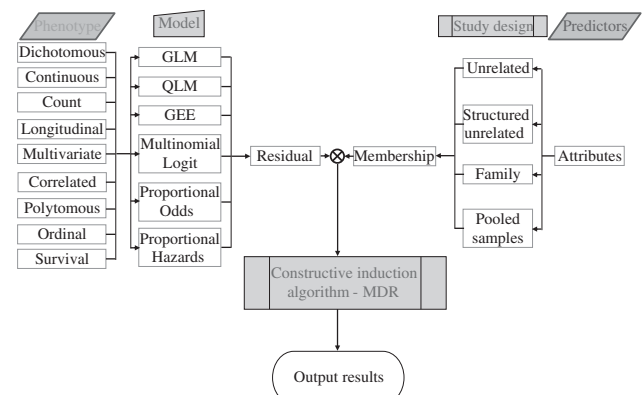 Phenotype
Model
Study design
Predictors
Dichotomous
Continuous
Count
Longitudinal
Multivariate
Correlated
Polytomous
Ordinal
Survival
GLM
QLM
GEE
Multinomial
Logit
Proportional
Odds
Proportional
Hazards
Residual
Membership
Unrelated
Structured
unrelated
Family
Pooled
samples
Attributes
Constructive induction
algorithm - MDR
Output results